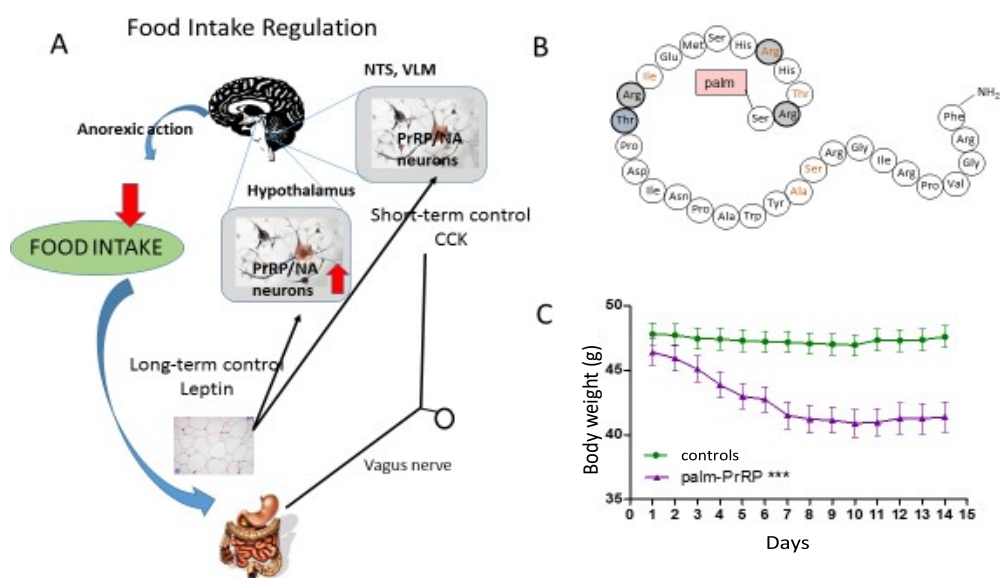 A
Food Intake Regulation
NTS, VLM
Anorexic action
PrRP/NA
neurons
Hypothalamus
FOOD INTAKE
PrRP/NA
neurons
Short-term control
CCK
Long-term control
Leptin
Vagus nerve
B
palm
Ser
Arg
Thr
His
Arg
His
Ser
Met
Glu
Ile
Arg
Thr
Pro
Asp
Ile
Asn
Pro
Ala
Trp
Tyr
Ala
Ser
Arg
Gly
Ile
Arg
Pro
Val
Gly
Arg
Phe
NH2
C
Body weight (g)
50
45
40
35
controls
palm-PrRP ***
0 1 2 3 4 5 6 7 8 9 10 11 12 13 14 15
Days